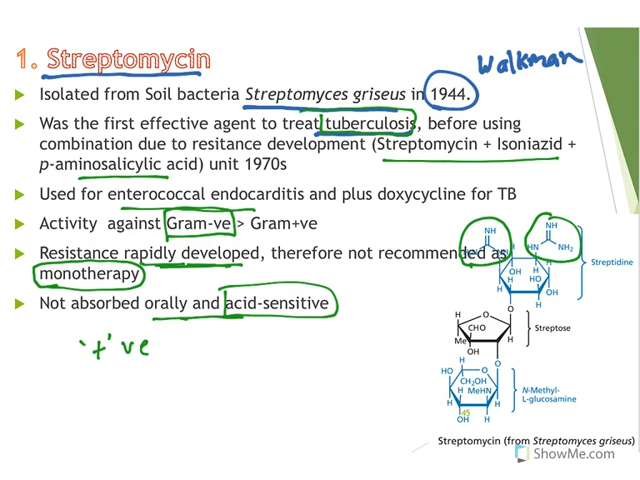 1. Streptomycin
Walkman
Isolated from Soil bacteria Streptomyces griseus in 1944.
Was the first effective agent to treat tuberculosis, before using
combination due to resitance development (Streptomycin + Isoniazid +
p-aminosalicylic acid) unit 1970s
Used for enterococcal endocarditis and plus doxycycline for TB
Activity against Gram-ve > Gram+ve
Resistance rapidly developed, therefore not recommended as
monotherapy
Not absorbed orally and acid-sensitive
'+'ve
NH
NH
HN
NH₂
H
H
OH
H
HO
H
H
OH
H
Streptidine
O
H
O
CHO
Me
H
OH
Streptose
O
H
HO
O
CH₂OH
H
MeHN
H
H
OH
H
N-Methyl-
L-glucosamine
45
Streptomycin (from Streptomyces griseus)
ShowMe.com